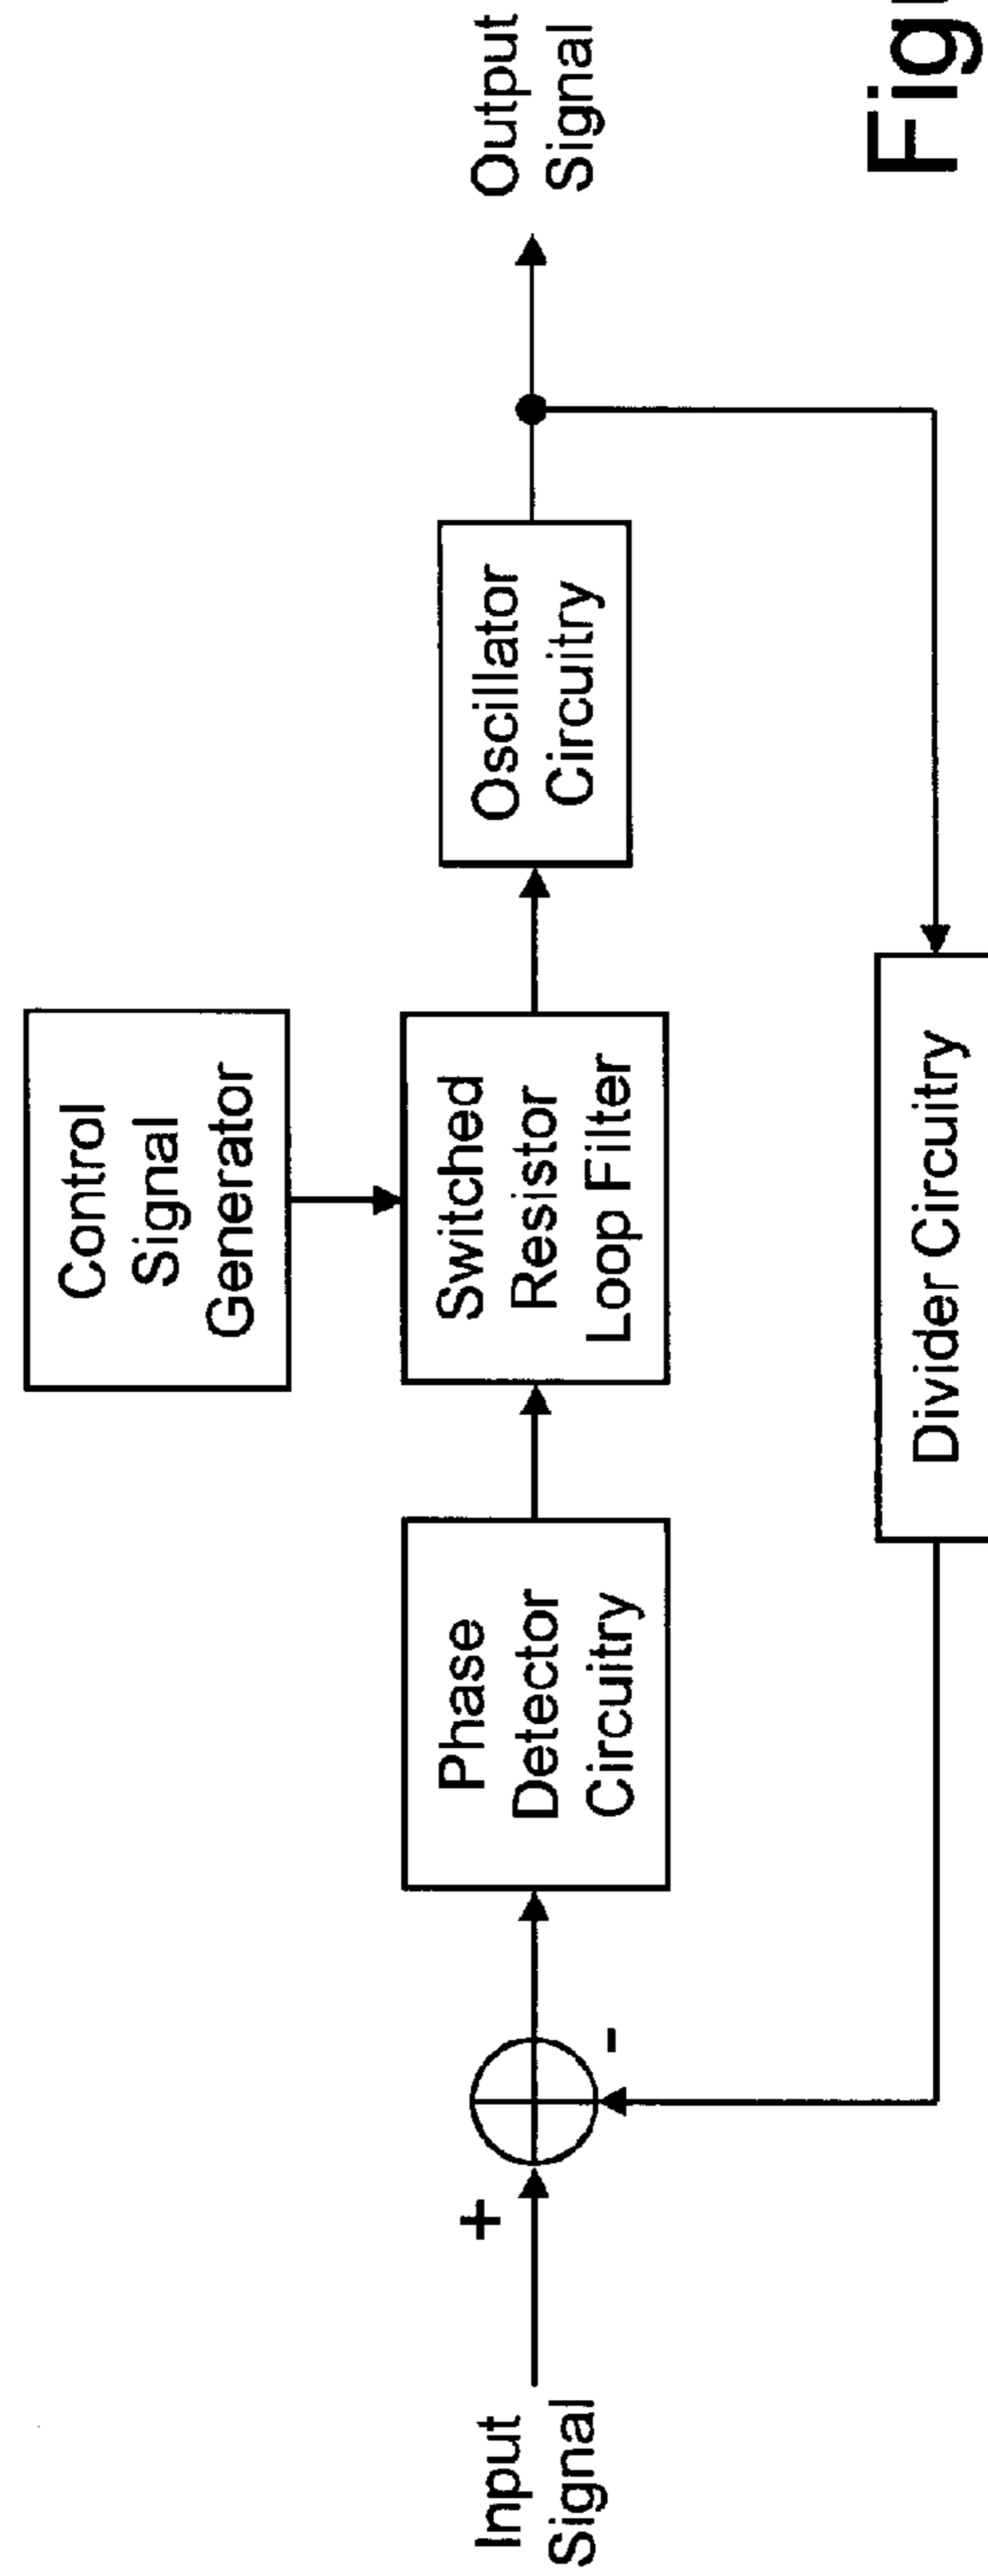 Control
Signal
Generator
Input
Signal
+
-
Phase
Detector
Circuitry
Switched
Resistor
Loop Filter
Oscillator
Circuitry
Output
Signal
Divider Circuitry